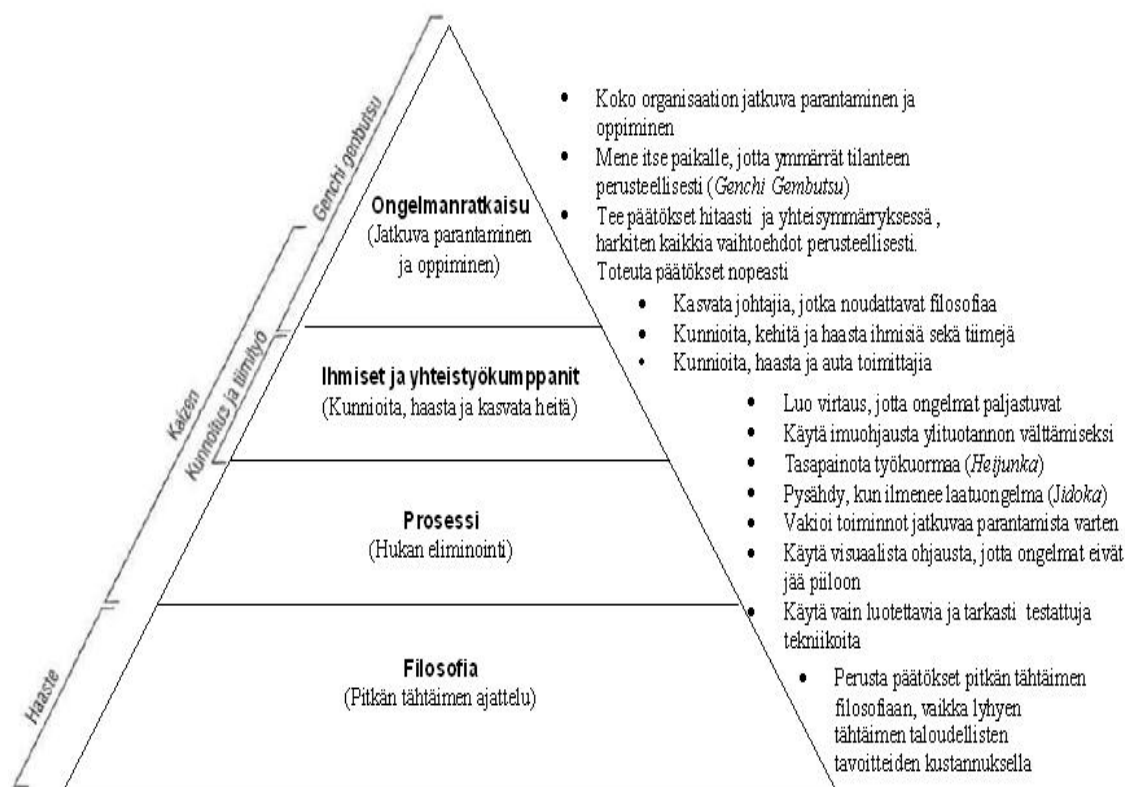 Genchi genbutsu
Kaizen
Kunnoitus ja tiimityö
Haaste
Ongelmanratkaisu
(Jatkuva parantaminen
ja oppiminen)
Ihmiset ja yhteistyökumppanit
(Kunnioita, haasta ja kasvata heitä)
Prosessi
(Hukan eliminointi)
Filosofia
(Pitkän tähtäimen ajattelu)
• Koko organisaation jatkuva parantaminen ja
oppiminen
• Mene itse paikalle, jotta ymmärrät tilanteen
perusteellisesti (Genchi Gembutsu)
• Tee päätökset hitaasti ja yhteisymmärryksessä ,
harkiten kaikkia vaihtoehdot perusteellisesti.
Toteuta päätökset nopeasti
• Kasvata johtajia, jotka noudattavat filosofiaa
• Kunnioita, kehitä ja haasta ihmisiä sekä tiimejä
• Kunnioita, haasta ja auta toimittajia
• Luo virtaus, jotta ongelmat paljastuvat
• Käytä imuohjausta ylituotannon välttämiseksi
• Tasapainota työkuormaa (Heijunka)
• Pysähdy, kun ilmenee laatuongelma (Jidoka)
• Vakioi toiminnot jatkuvaa parantamista varten
• Käytä visuaalista ohjausta, jotta ongelmat eivät
jää piiloon
• Käytä vain luotettavia ja tarkasti testattuja
tekniikoita
• Perusta päätökset pitkän tähtäimen
filosofiaan, vaikka lyhyen
tähtäimen taloudellisten
tavoitteiden kustannuksella